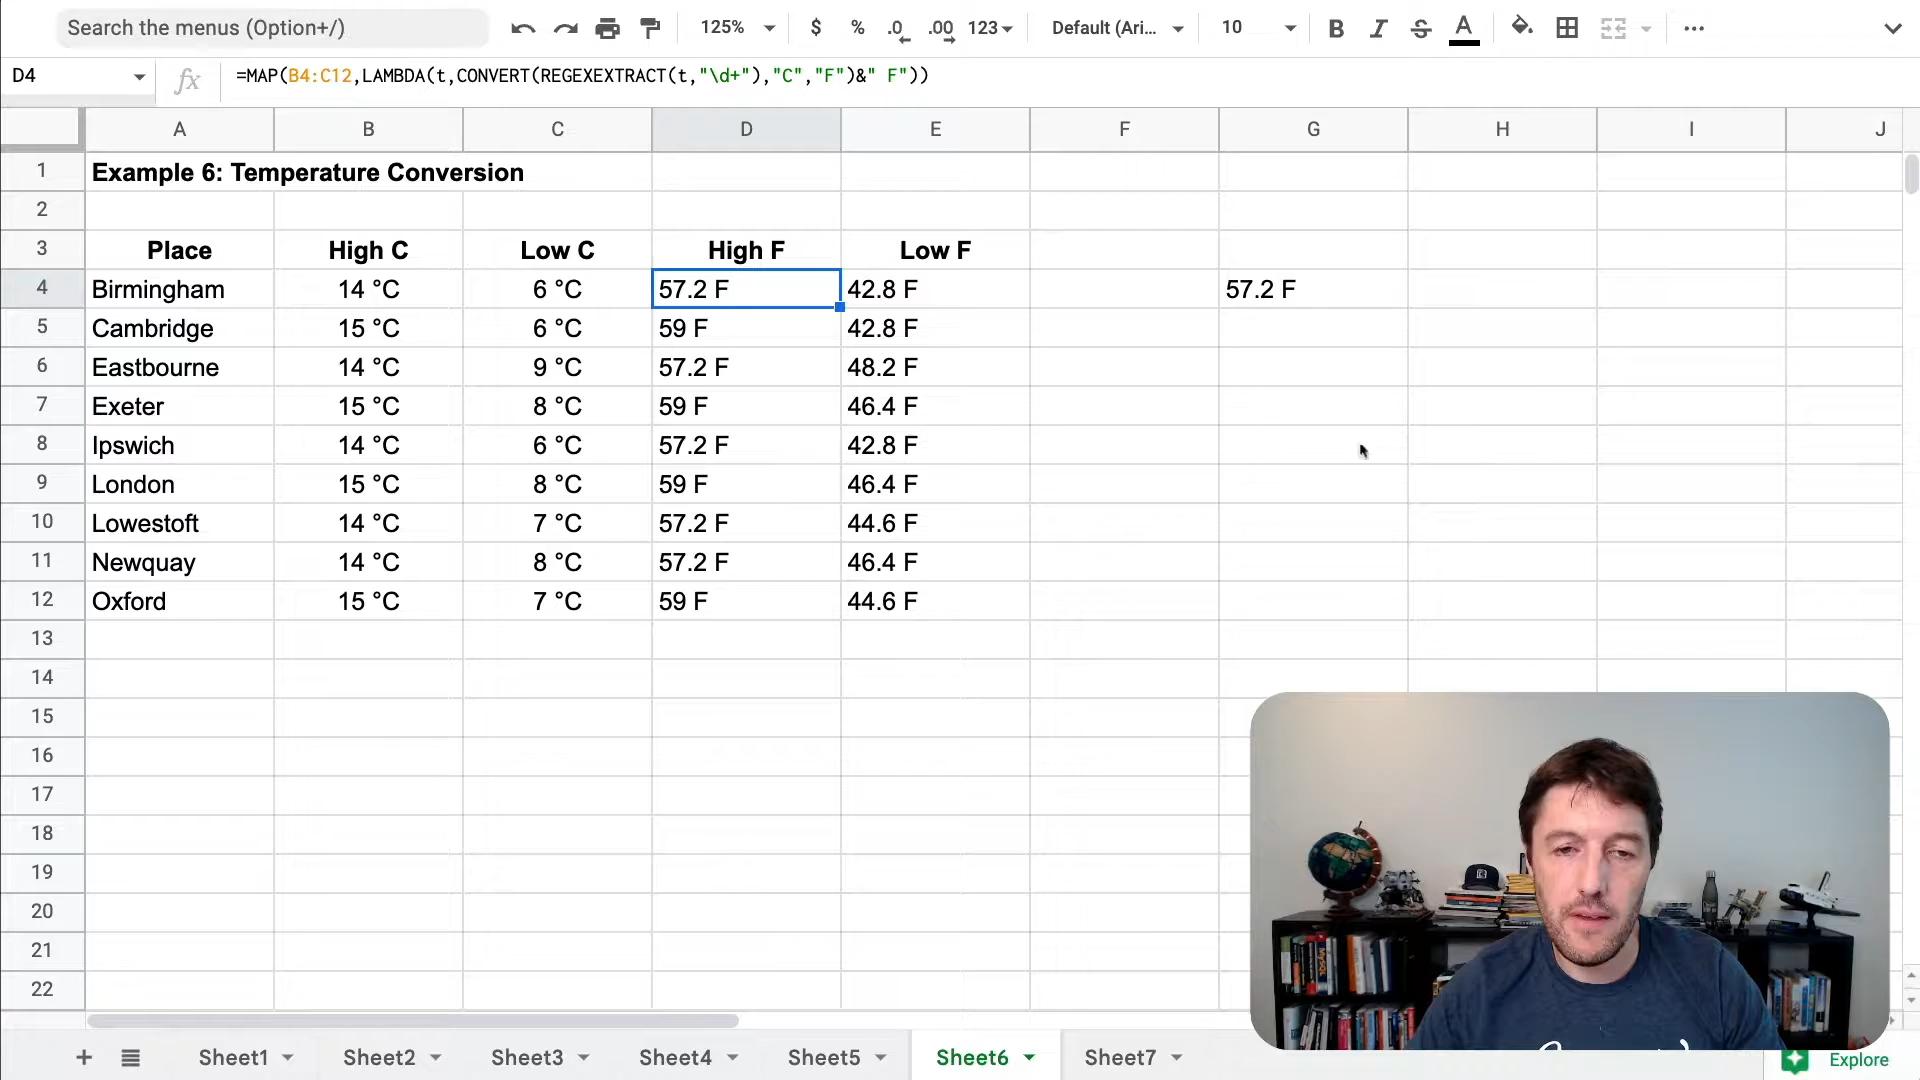 Search the menus (Option+/)
125%
$ % .0 .00 123
Default (Ari...
10
B I S A
D4
fx
=MAP(B4:C12,LAMBDA(t,CONVERT(REGEXEXTRACT(t,"\d+"),"C","F")&" F"))
A B C D E F G H I J
1 Example 6: Temperature Conversion
2
3 Place High C Low C High F Low F
4 Birmingham 14 °C 6 °C 57.2 F 42.8 F 57.2 F
5 Cambridge 15 °C 6 °C 59 F 42.8 F
6 Eastbourne 14 °C 9 °C 57.2 F 48.2 F
7 Exeter 15 °C 8 °C 59 F 46.4 F
8 Ipswich 14 °C 6 °C 57.2 F 42.8 F
9 London 15 °C 8 °C 59 F 46.4 F
10 Lowestoft 14 °C 7 °C 57.2 F 44.6 F
11 Newquay 14 °C 8 °C 57.2 F 46.4 F
12 Oxford 15 °C 7 °C 59 F 44.6 F
13
14
15
16
17
18
19
20
21
22
MySQL
Sheet1 Sheet2 Sheet3 Sheet4 Sheet5 Sheet6 Sheet7
Explore